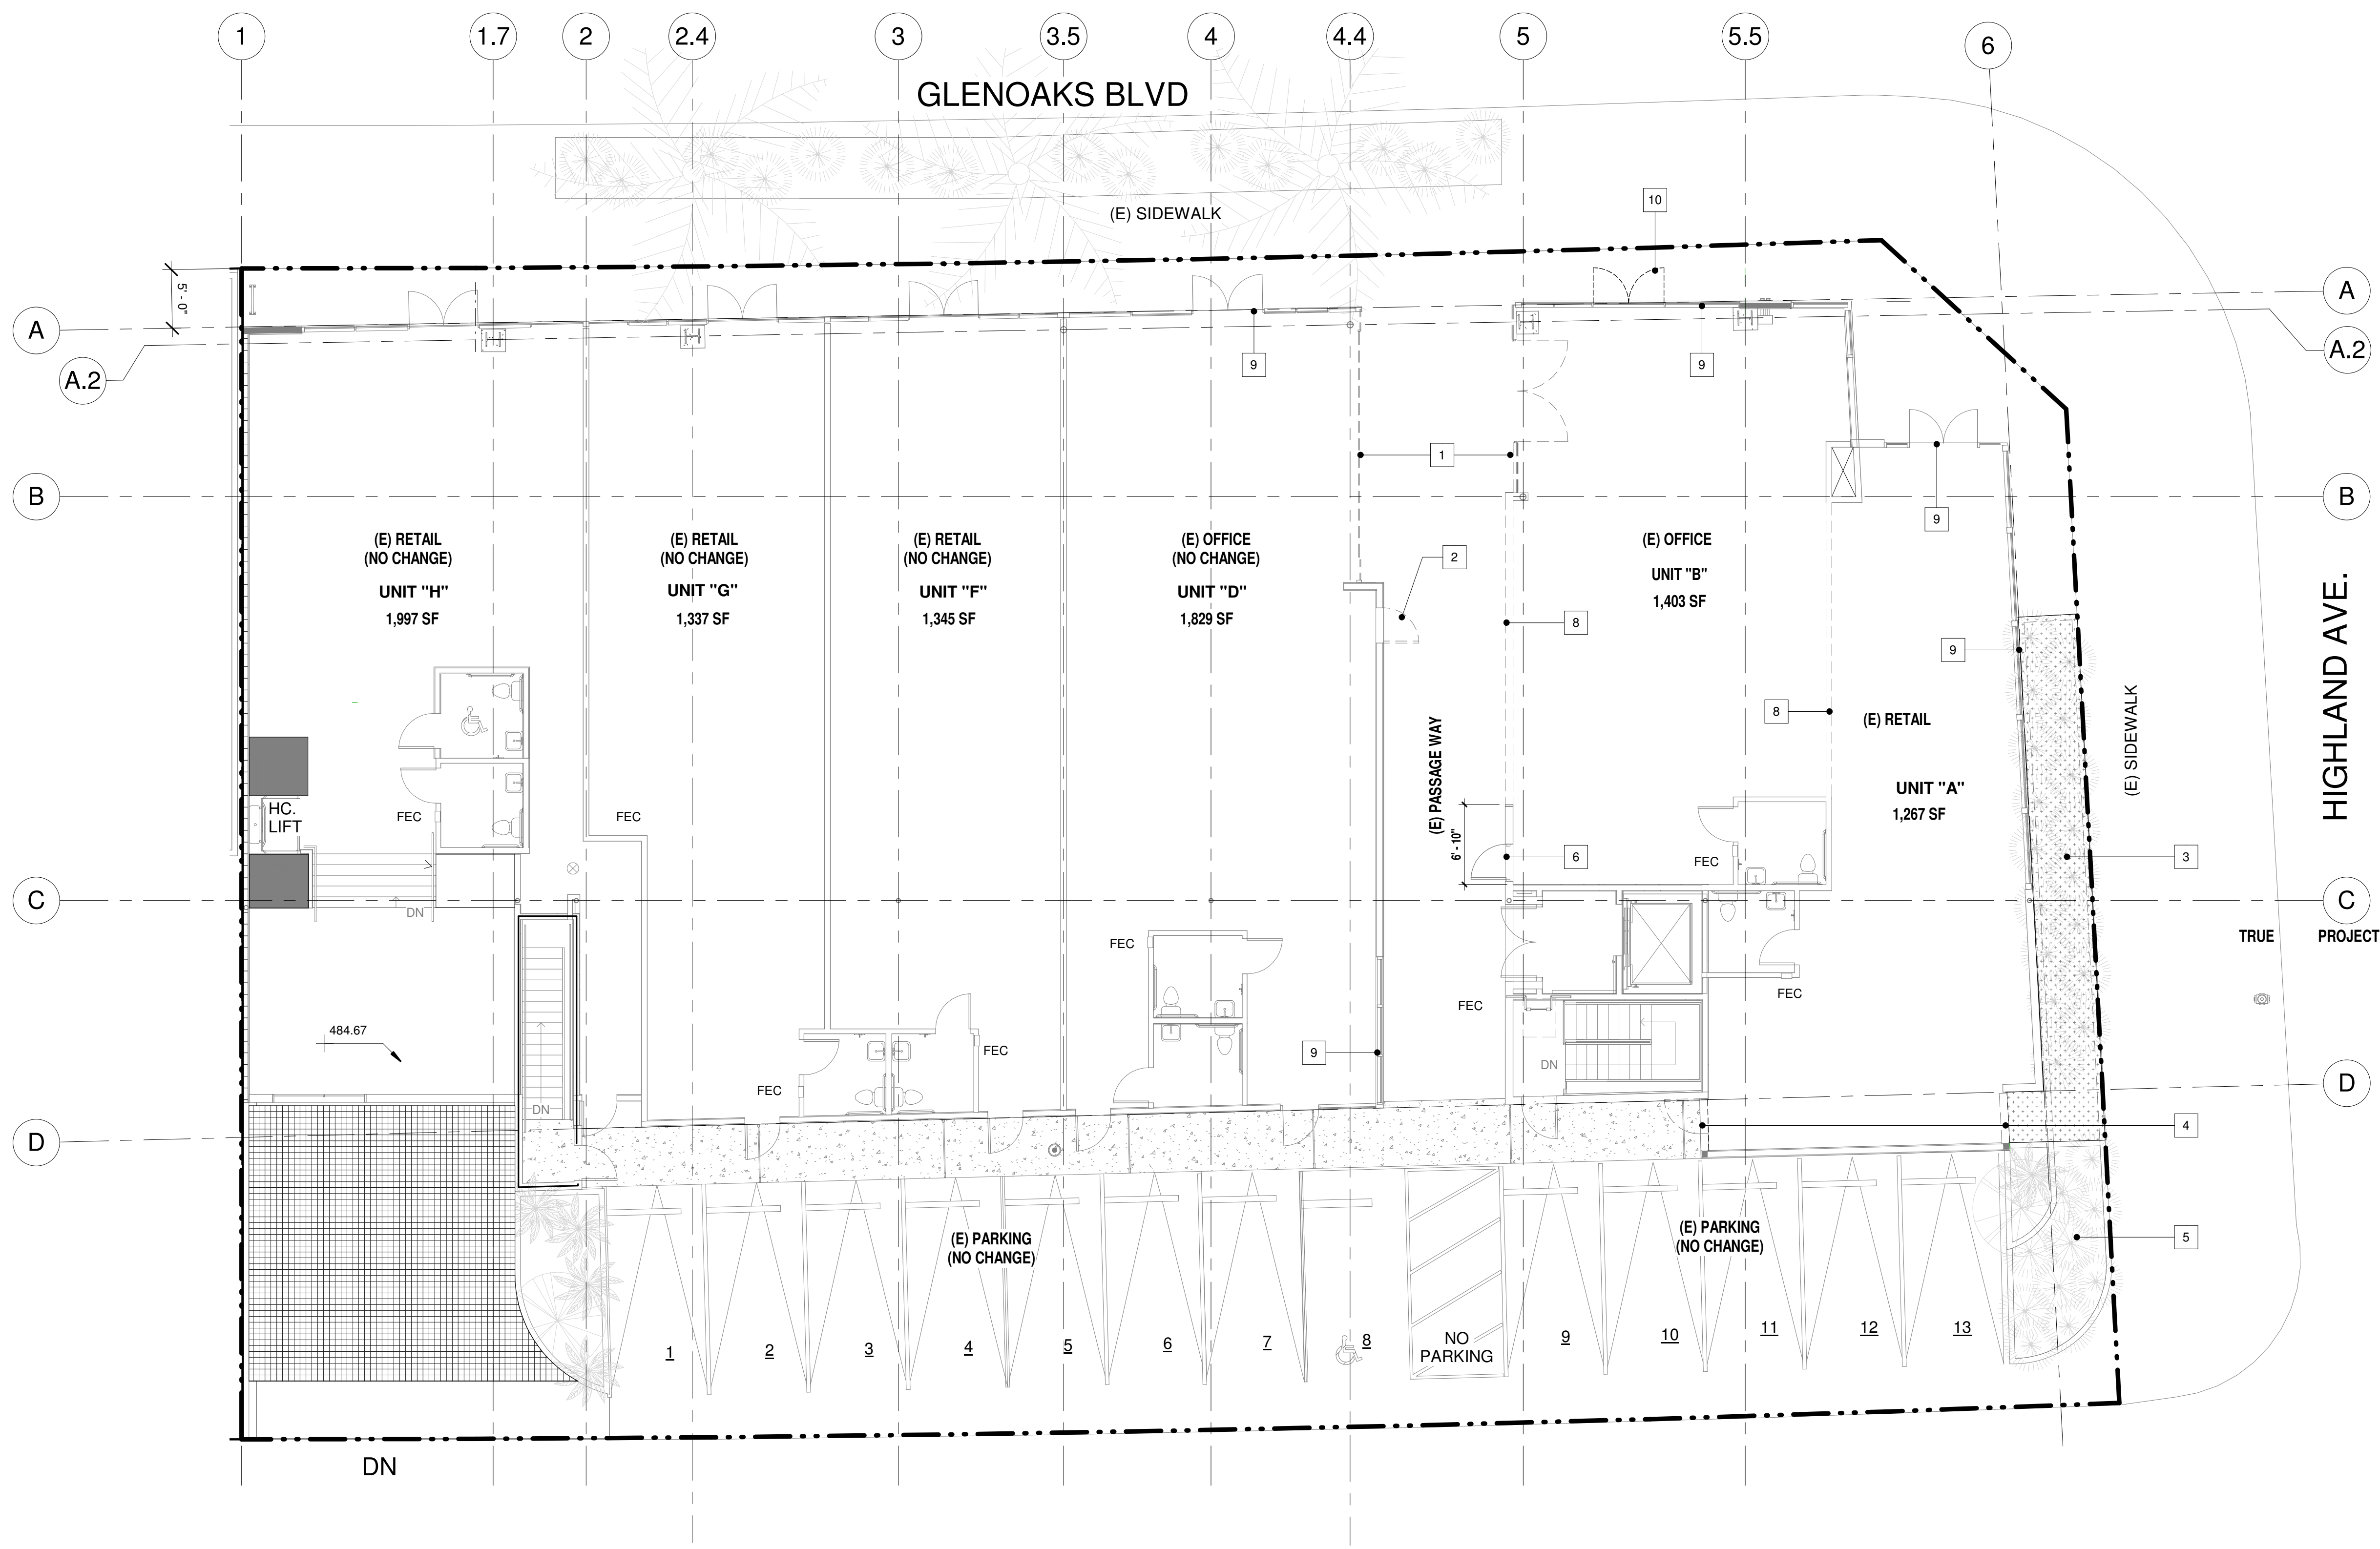 1
1.7
2
2.4
3
3.5
4
4.4
5
5.5
6
GLENOAKS BLVD
(E) SIDEWALK
10
5' - 0"
A
A
A.2
A.2
9
9
1
B
B
9
(E) RETAIL
(NO CHANGE)
UNIT "H"
1,997 SF
(E) RETAIL
(NO CHANGE)
UNIT "G"
1,337 SF
(E) RETAIL
(NO CHANGE)
UNIT "F"
1,345 SF
(E) OFFICE
(NO CHANGE)
UNIT "D"
1,829 SF
2
8
(E) OFFICE
UNIT "B"
1,403 SF
9
8
(E) RETAIL
UNIT "A"
1,267 SF
(E) SIDEWALK
HIGHLAND AVE.
(E) PASSAGE WAY
6' - 10"
HC.
LIFT
FEC
FEC
6
FEC
3
C
DN
C
FEC
TRUE
PROJECT
FEC
FEC
484.67
FEC
9
DN
FEC
DN
D
D
4
(E) PARKING
(NO CHANGE)
(E) PARKING
(NO CHANGE)
5
1
2
3
4
5
6
7
8
NO
PARKING
9
10
11
12
13
DN